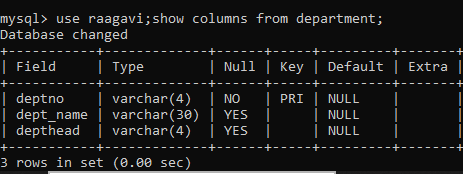 mysql> use raagavi;show columns from department;
Database changed
+-----------+-------------+------+-----+---------+-------+
| Field     | Type        | Null | Key | Default | Extra |
+-----------+-------------+------+-----+---------+-------+
| deptno    | varchar(4)  | NO   | PRI | NULL    |       |
| dept_name | varchar(30) | YES  |     | NULL    |       |
| depthead  | varchar(4)  | YES  |     | NULL    |       |
+-----------+-------------+------+-----+---------+-------+
3 rows in set (0.00 sec)